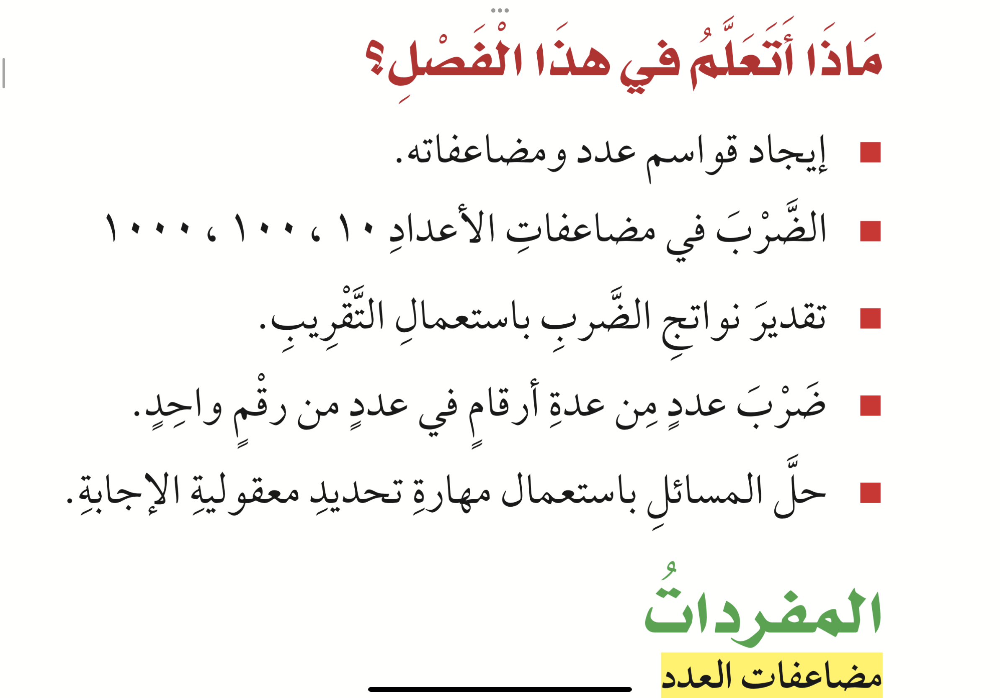 مَاذَا أَتَعَلَّمُ في هذَا الْفَصْلِ؟
إيجاد قواسم عدد ومضاعفاته.
الضَّرْبَ في مضاعفاتِ الأعدادِ ١٠، ١٠٠، ١٠٠٠
تقديرَ نواتجِ الضَّربِ باستعمالِ التَّقْرِيبِ.
ضَرْبَ عددٍ مِن عدةِ أرقامٍ في عددٍ من رقْمٍ واحِدٍ.
حلَّ المسائلِ باستعمال مهارةِ تحديدِ معقوليةِ الإجابةِ.
المفرداتُ
مضاعفات العدد